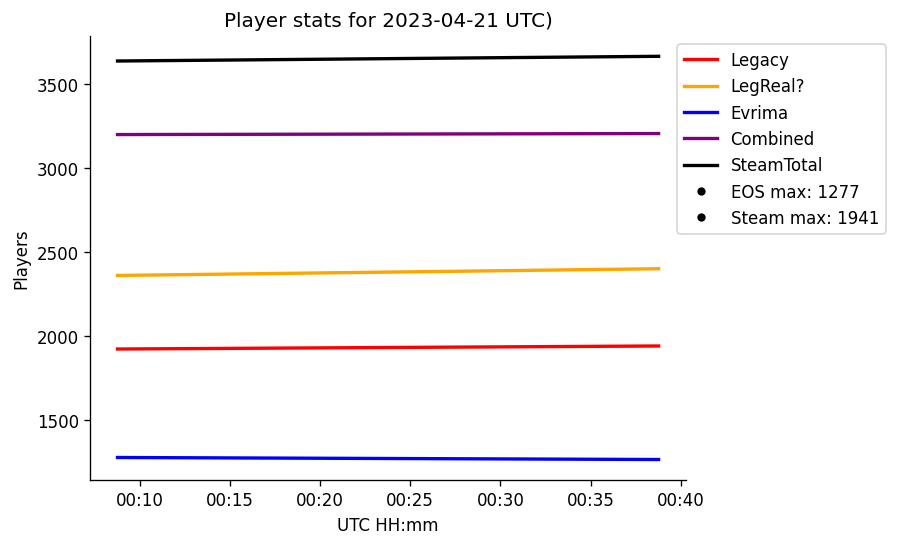 Player stats for 2023-04-21 UTC)
Legacy
LegReal?
Evrima
Combined
SteamTotal
EOS max: 1277
Steam max: 1941
Players
3500
3000
2500
2000
1500
00:10 00:15 00:20 00:25 00:30 00:35 00:40
UTC HH:mm